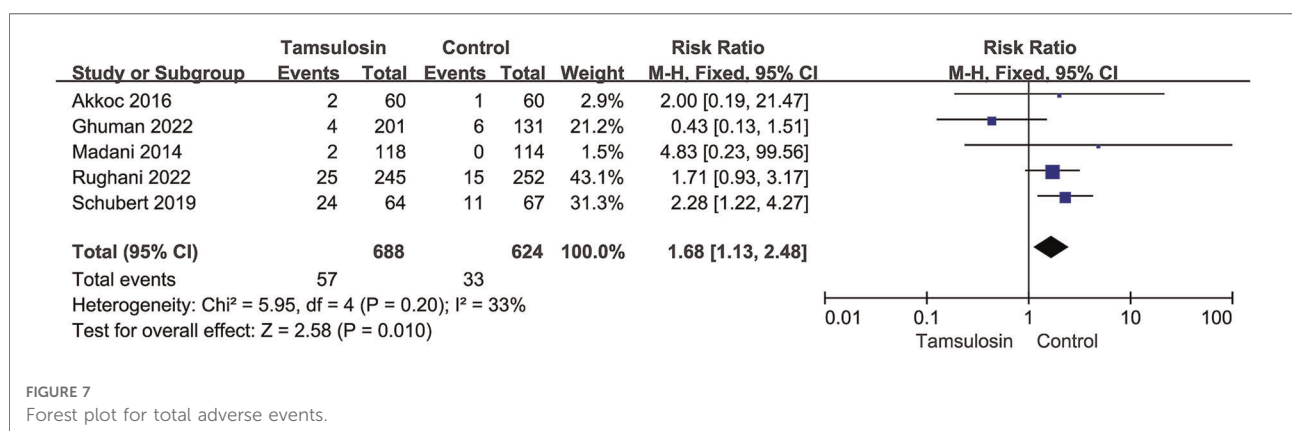 Tamsulosin Control Risk Ratio Risk Ratio
Study or Subgroup Events Total Events Total Weight M-H, Fixed, 95% CI M-H, Fixed, 95% CI
Akkoc 2016 2 60 1 60 2.9% 2.00 [0.19, 21.47]
Ghuman 2022 4 201 6 131 21.2% 0.43 [0.13, 1.51]
Madani 2014 2 118 0 114 1.5% 4.83 [0.23, 99.56]
Rughani 2022 25 245 15 252 43.1% 1.71 [0.93, 3.17]
Schubert 2019 24 64 11 67 31.3% 2.28 [1.22, 4.27]
Total (95% CI) 688 624 100.0% 1.68 [1.13, 2.48]
Total events 57 33
Heterogeneity: Chi² = 5.95, df = 4 (P = 0.20); I² = 33%
Test for overall effect: Z = 2.58 (P = 0.010)
0.01 0.1 1 10 100
Tamsulosin Control
FIGURE 7
Forest plot for total adverse events.